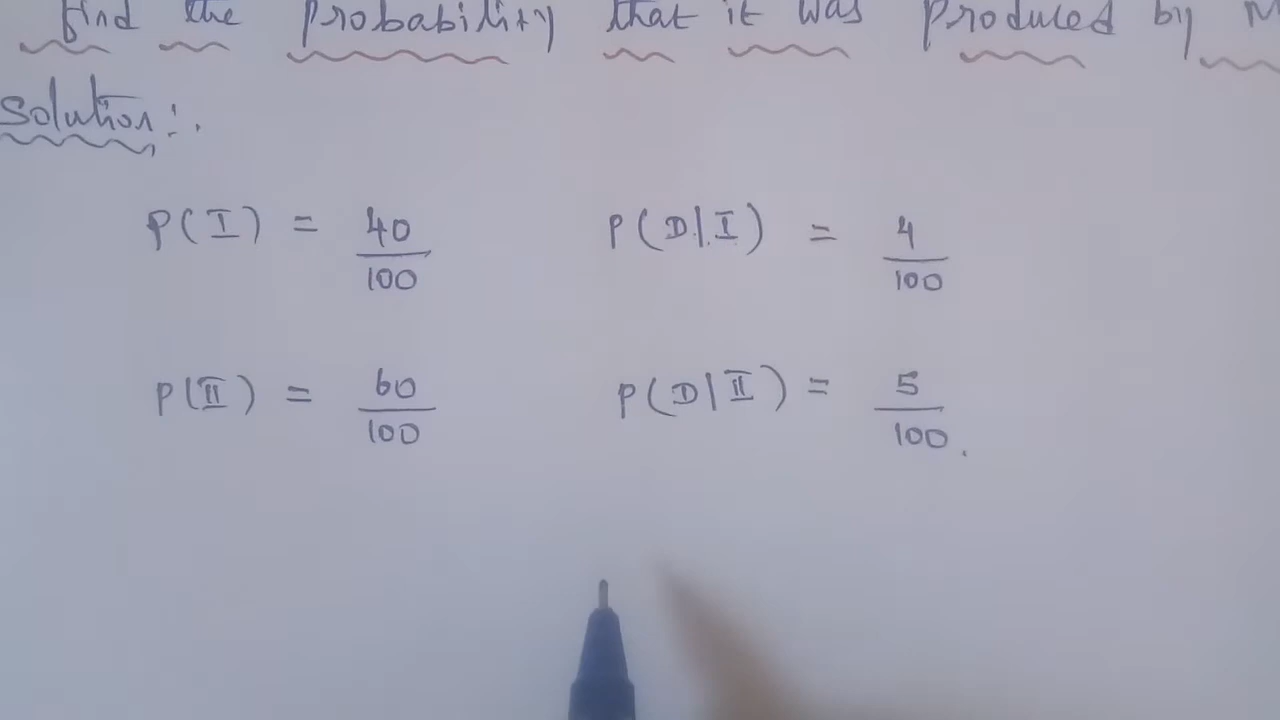 Find the Probability that it was Produced by M
Solution:.
P(I) = 40/100 P(D|I) = 4/100
P(II) = 60/100 P(D|II) = 5/100.